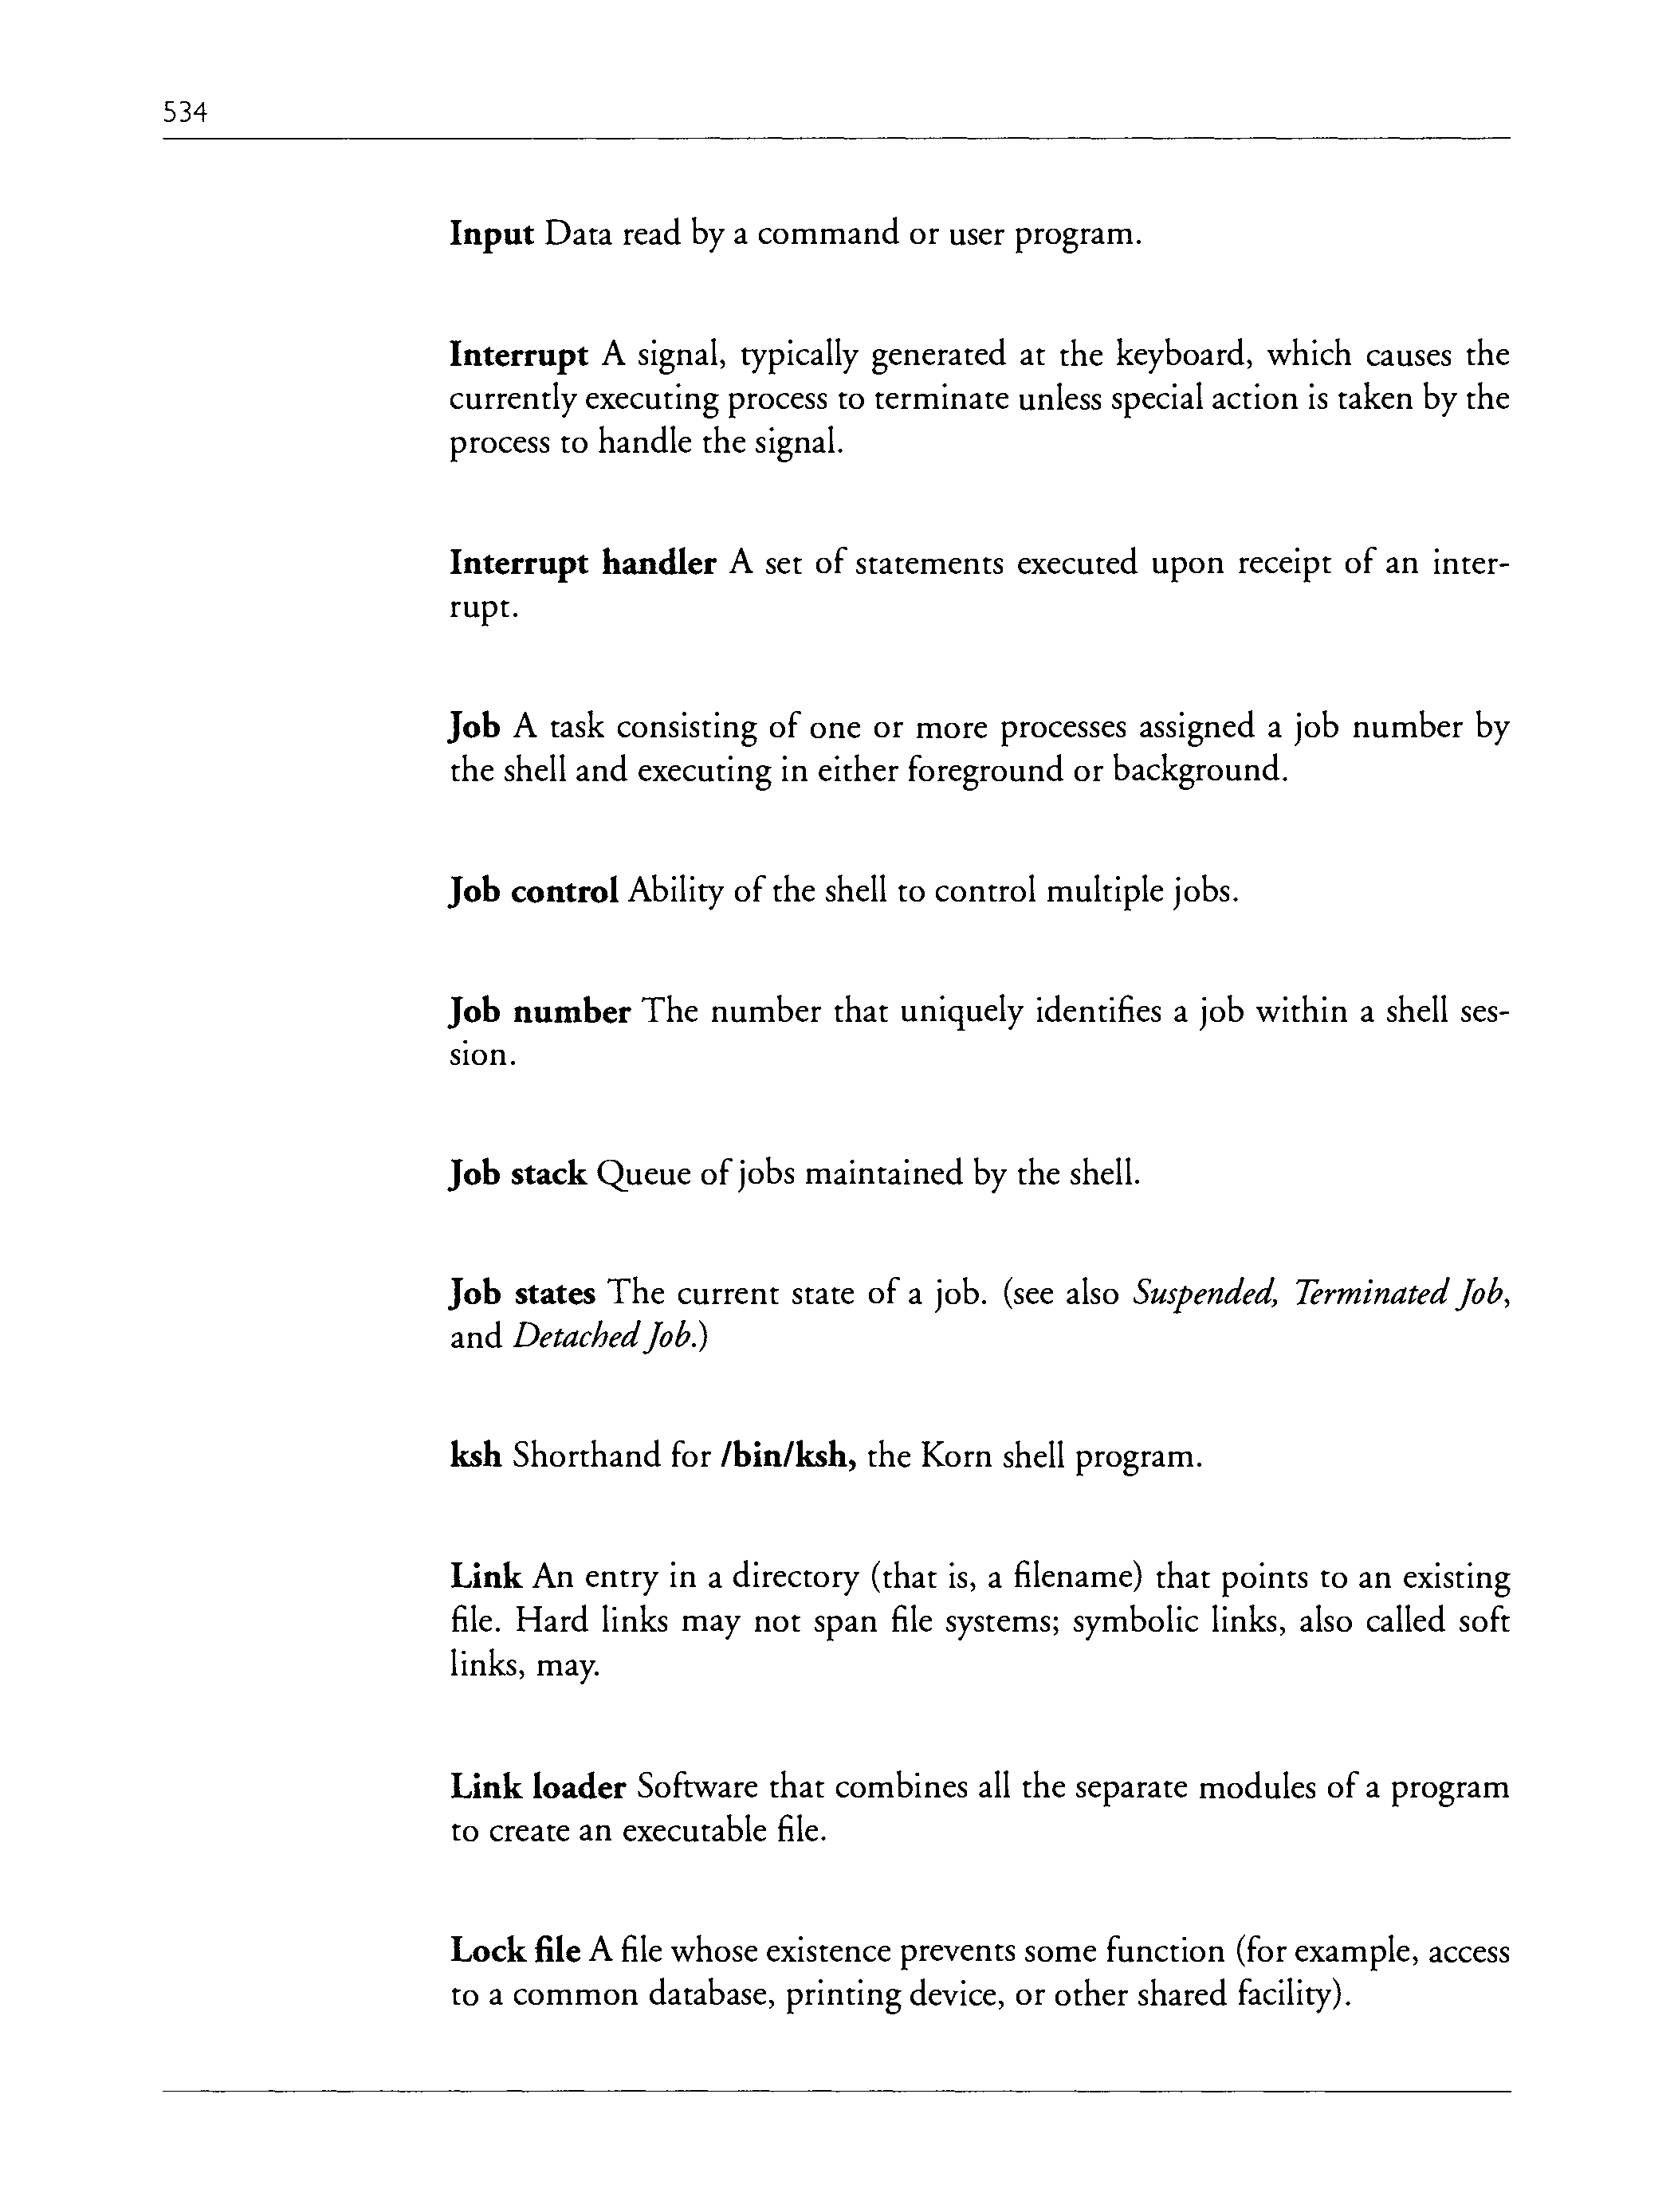 534
Input Data read by a command or user program.
Interrupt A signal, typically generated at the keyboard, which causes the
currently executing process to terminate unless special action is taken by the
process to handle the signal.
Interrupt handler A set of statements executed upon receipt of an inter-
rupt.
Job A task consisting of one or more processes assigned a job number by
the shell and executing in either foreground or background.
Job control Ability of the shell to control multiple jobs.
Job number The number that uniquely identifies a job within a shell ses-
sion.
Job stack Queue of jobs maintained by the shell.
Job states The current state of a job. (see also Suspended, Terminated Job,
and Detached Job.)
ksh Shorthand for /bin/ksh, the Korn shell program.
Link An entry in a directory (that is, a filename) that points to an existing
file. Hard links may not span file systems; symbolic links, also called soft
links, may.
Link loader Software that combines all the separate modules of a program
to create an executable file.
Lock file A file whose existence prevents some function (for example, access
to a common database, printing device, or other shared facility).